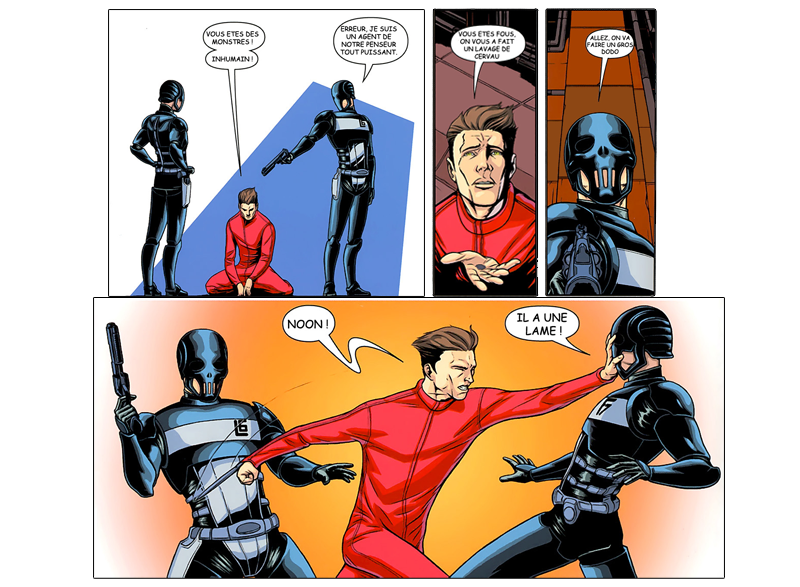 VOUS ETES DES
MONSTRES !
INHUMAIN !
ERREUR, JE SUIS
UN AGENT DE
NOTRE PENSEUR
TOUT PUISSANT.
VOUS ETES FOUS,
ON VOUS A FAIT
UN LAVAGE DE
CERVAU
ALLEZ, ON VA
FAIRE UN GROS
DODO
NOON !
IL A UNE
LAME !